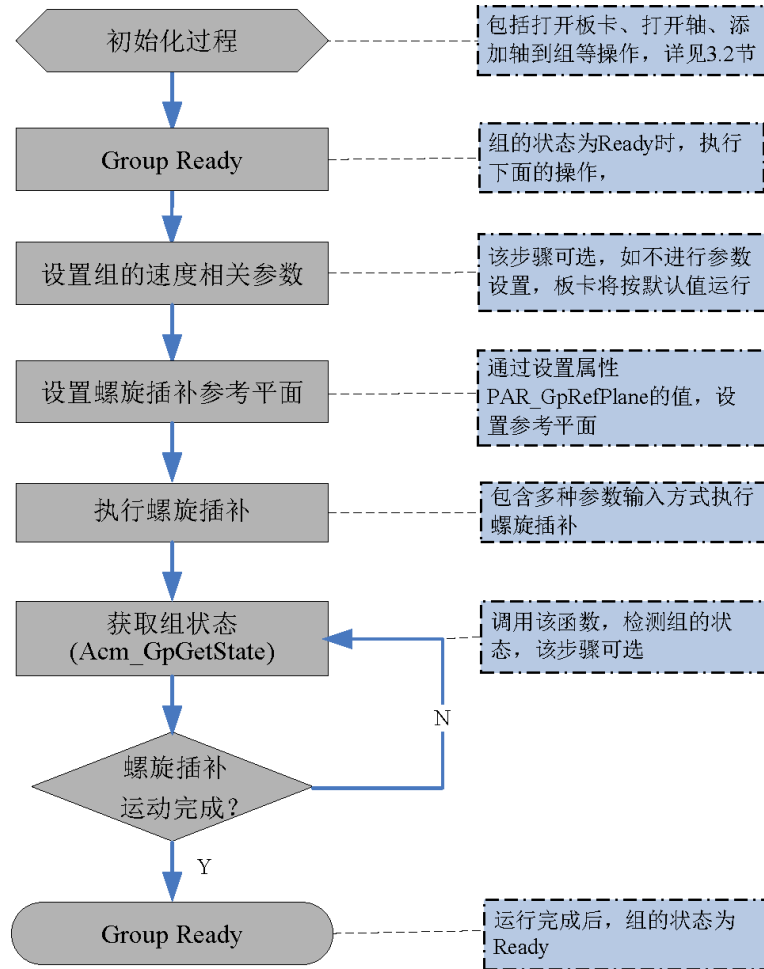 初始化过程
包括打开板卡、打开轴、添
加轴到组等操作，详见3.2节
Group Ready
组的状态为Ready时，执行
下面的操作，
设置组的速度相关参数
该步骤可选，如不进行参数
设置，板卡将按默认值运行
设置螺旋插补参考平面
通过设置属性
PAR_GpRefPlane的值，设
置参考平面
执行螺旋插补
包含多种参数输入方式执行
螺旋插补
获取组状态
(Acm_GpGetState)
调用该函数，检测组的状
态，该步骤可选
N
螺旋插补
运动完成？
Y
Group Ready
运行完成后，组的状态为
Ready